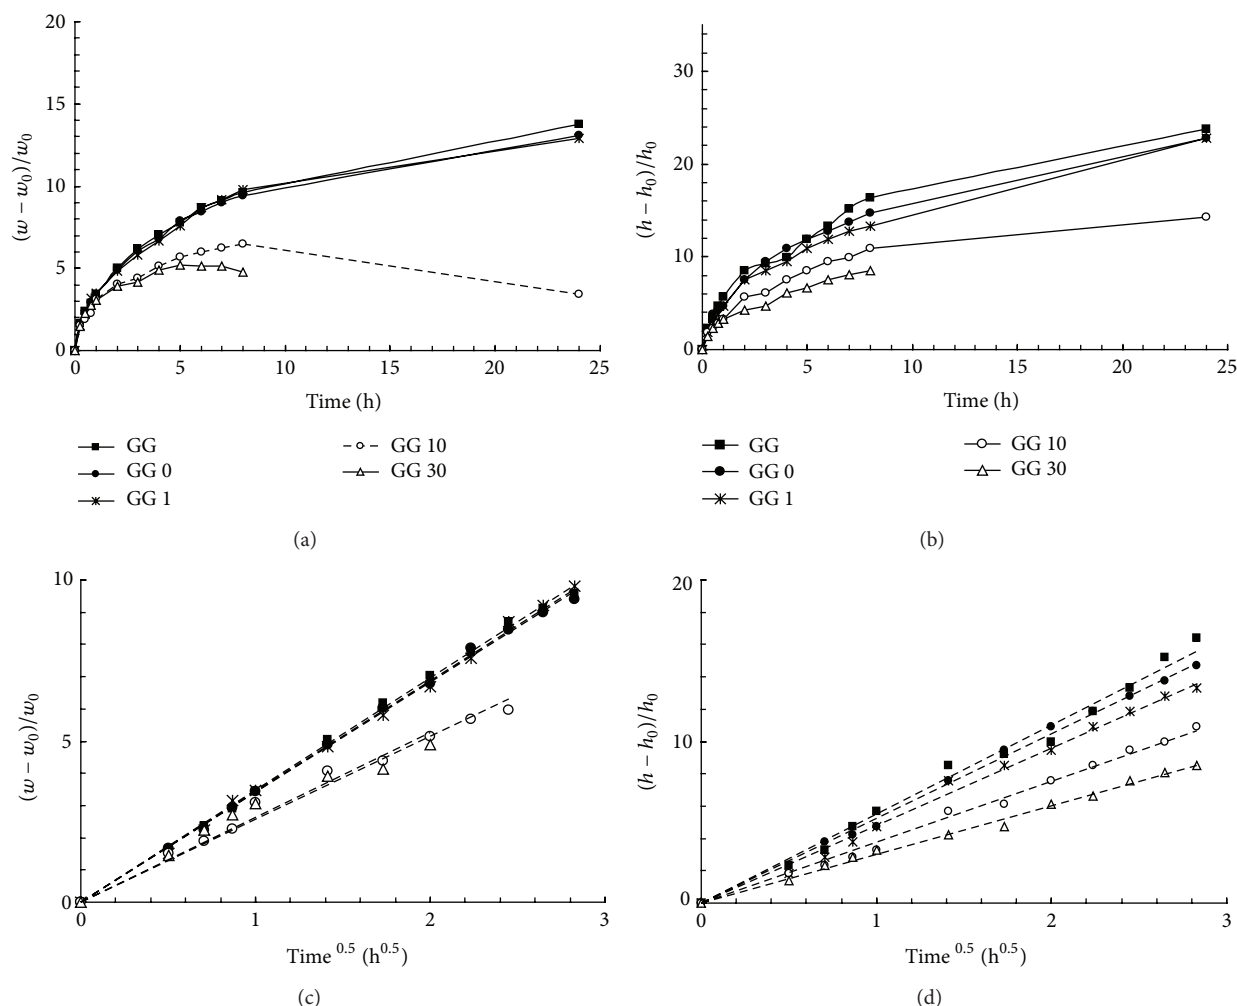 20
15
10
5
0
0 5 10 15 20 25
(w − w₀)/w₀
Time (h)
GG
GG 0
GG 1
GG 10
GG 30
(a)
30
20
10
0
0 5 10 15 20 25
(h − h₀)/h₀
Time (h)
GG
GG 0
GG 1
GG 10
GG 30
(b)
10
5
0
0 1 2 3
(w − w₀)/w₀
Time ^0.5 (h^0.5)
(c)
20
10
0
0 1 2 3
(h − h₀)/h₀
Time ^0.5 (h^0.5)
(d)